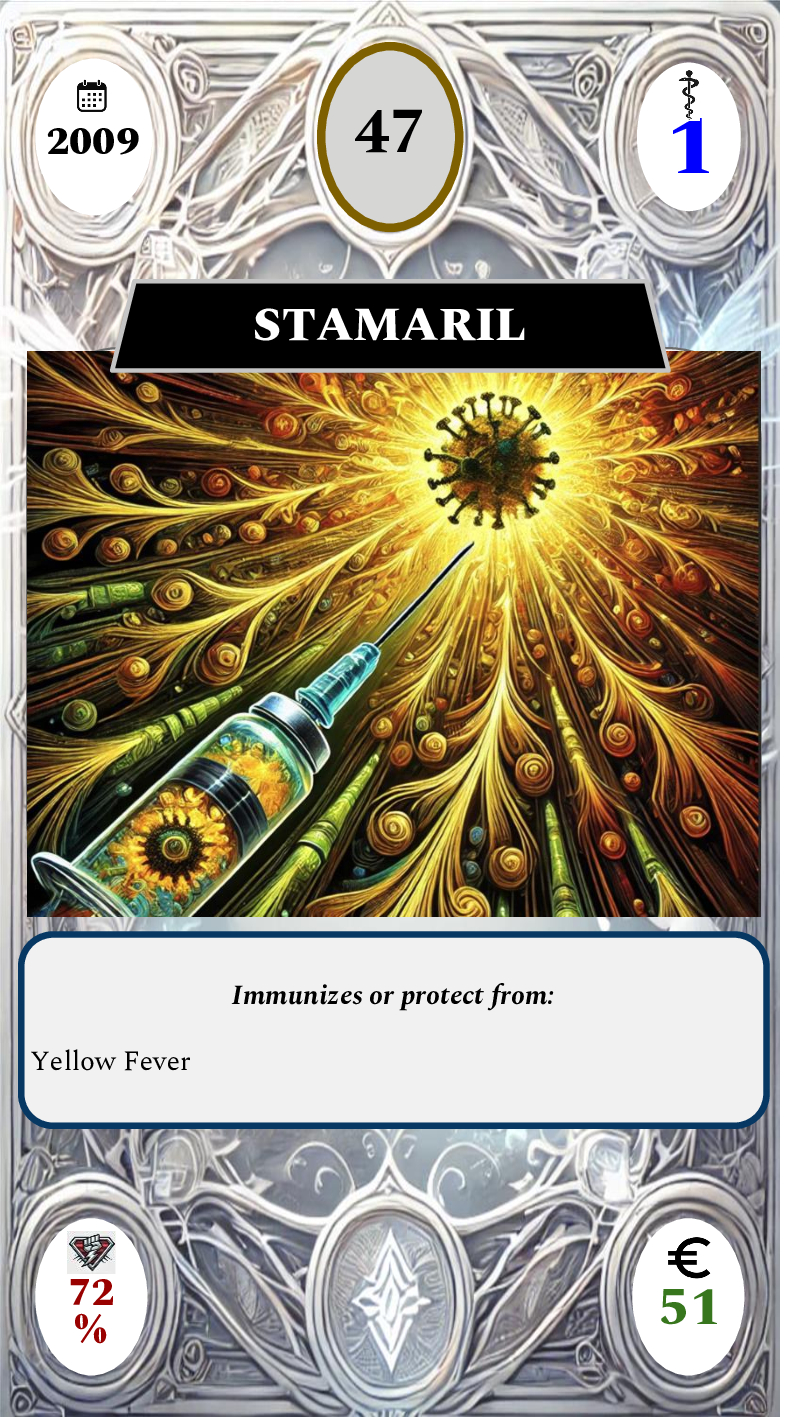 2009
47
1
STAMARIL
Immunizes or protect from:
Yellow Fever
72
%
€
51